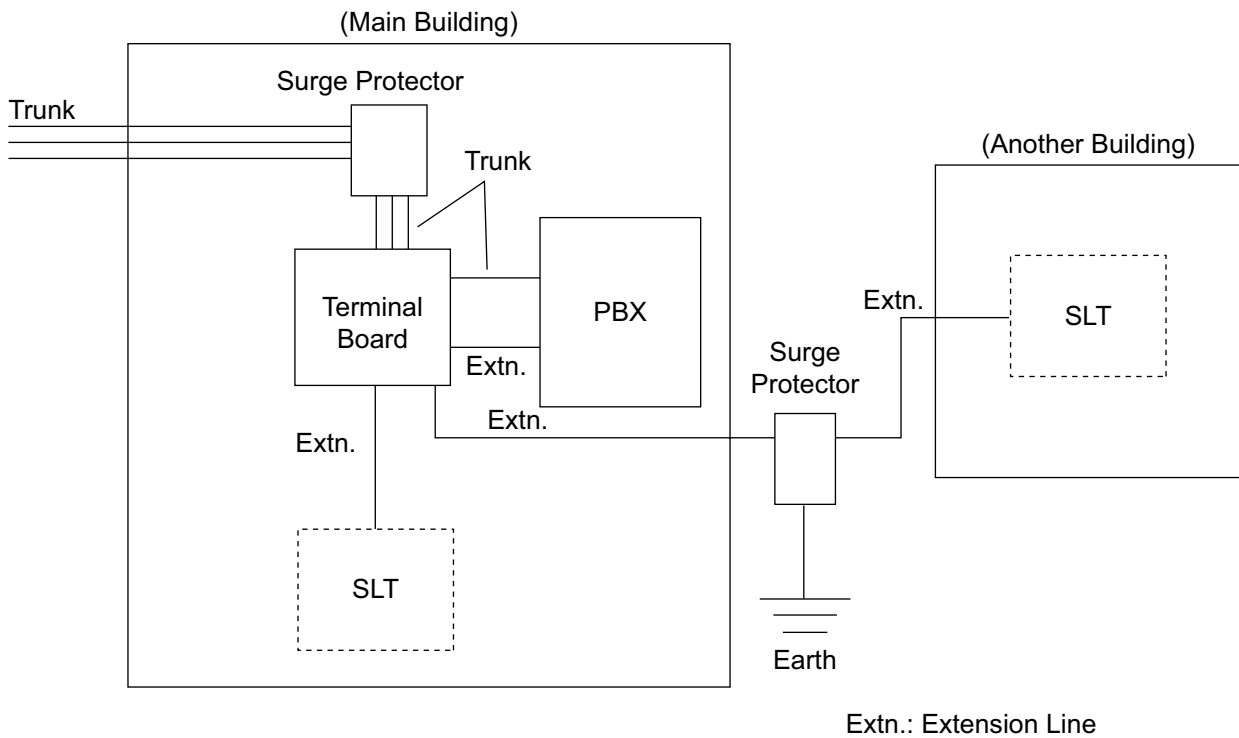 (Main Building)
Surge Protector
Trunk
Trunk
(Another Building)
Terminal
Board
PBX
Extn.
SLT
Surge
Protector
Extn.
Extn.
Extn.
SLT
Earth
Extn.: Extension Line